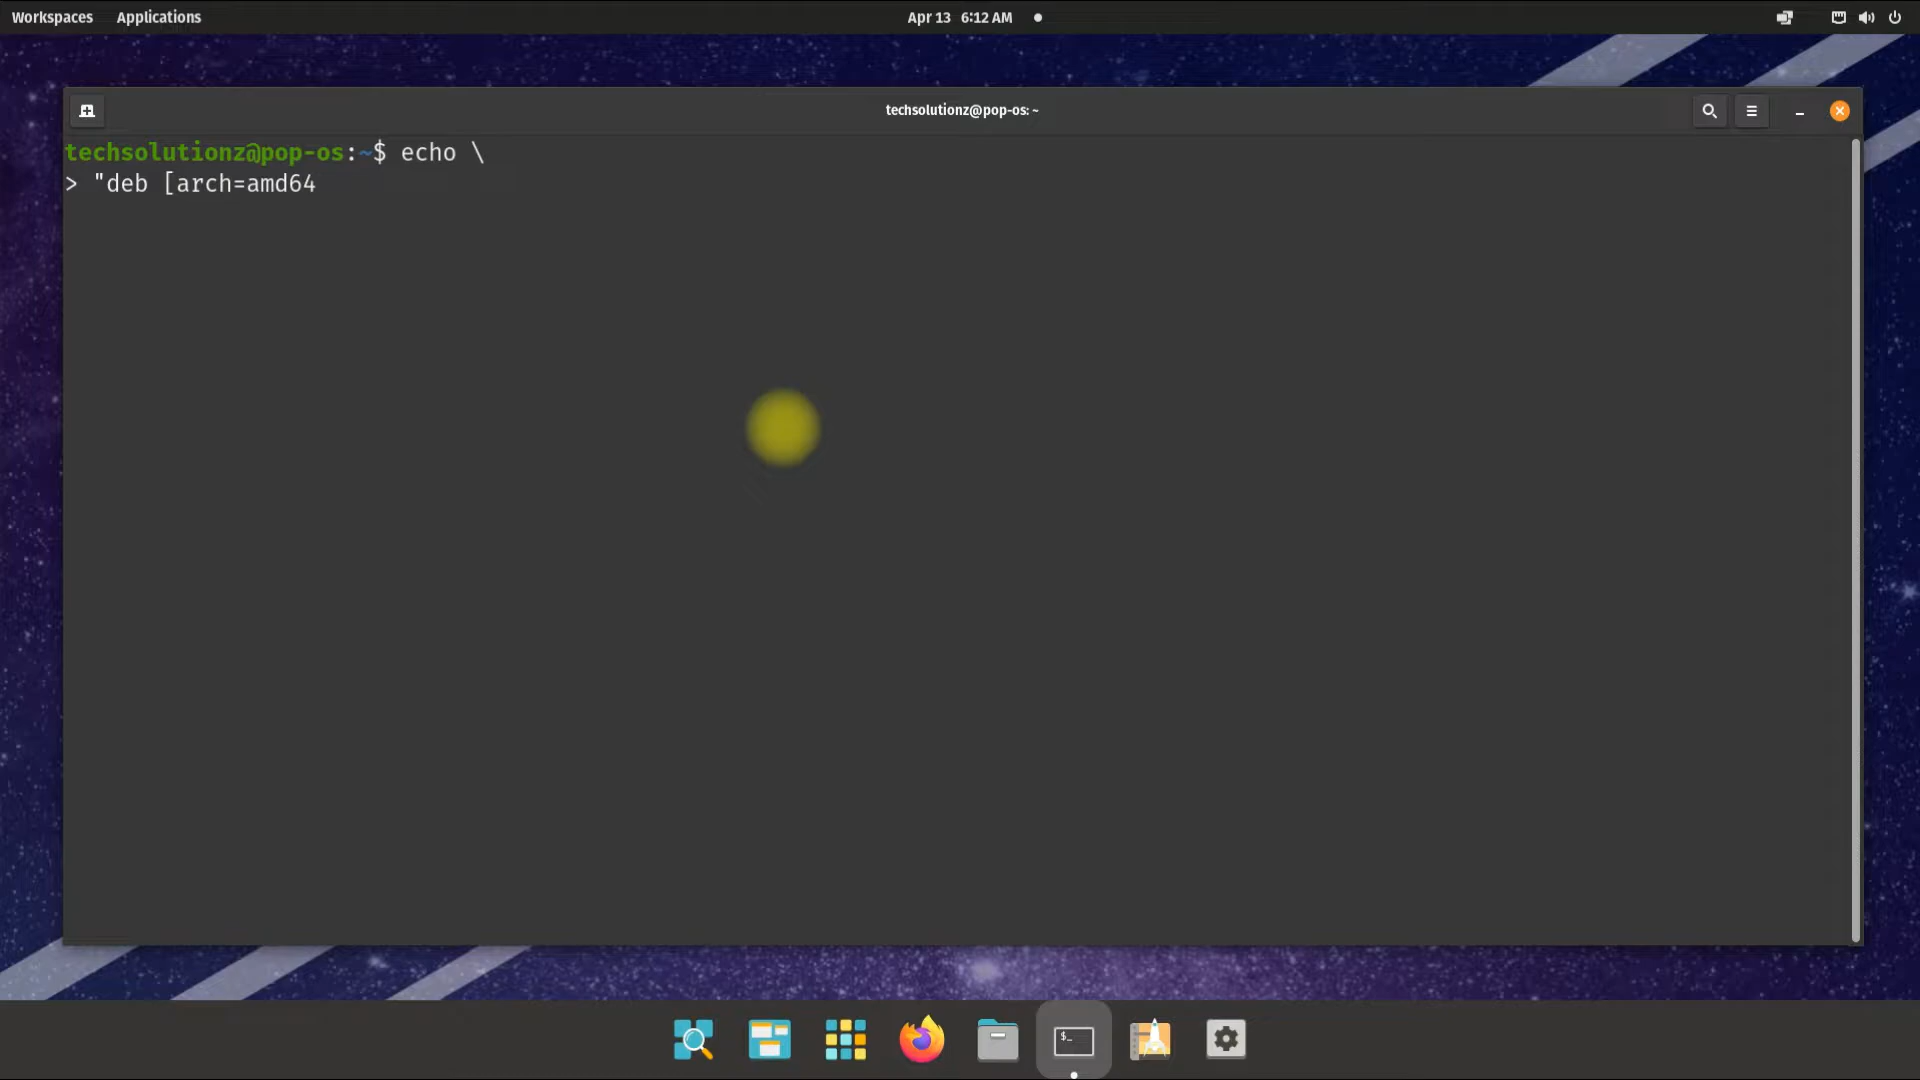 Workspaces Applications Apr 13 6:12 AM
techsolutionz@pop-os: ~
techsolutionz@pop-os:~$ echo \
> "deb [arch=amd64
$_